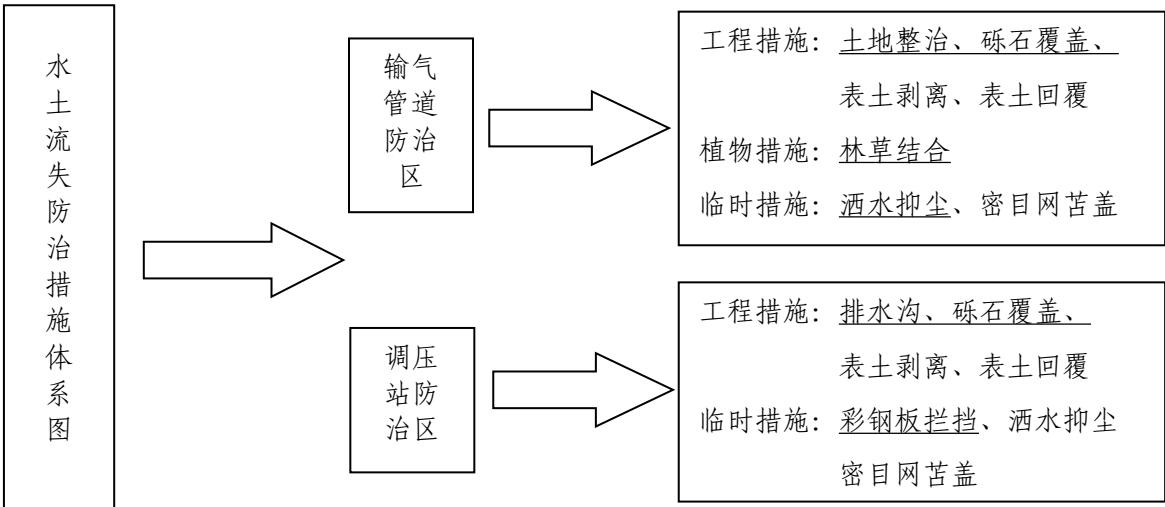 水土流失防治措施体系图
输气
管道
防治
区
工程措施：土地整治、砾石覆盖、
表土剥离、表土回覆
植物措施：林草结合
临时措施：洒水抑尘、密目网苫盖
调压
站防
治区
工程措施：排水沟、砾石覆盖、
表土剥离、表土回覆
临时措施：彩钢板拦挡、洒水抑尘
密目网苫盖